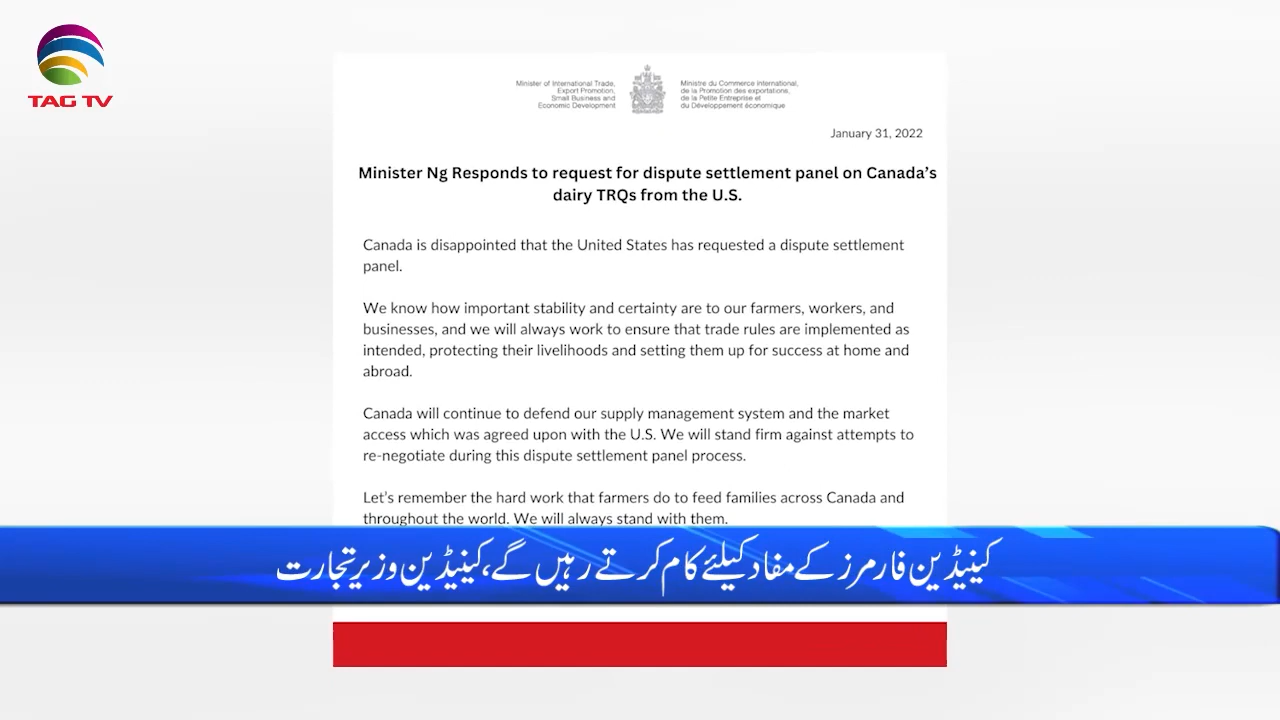 TAG TV
Minister of International Trade,
Export Promotion,
Small Business and
Economic Development
Ministre du Commerce international,
de la Promotion des exportations,
de la Petite Entreprise et
du Développement économique
January 31, 2022
Minister Ng Responds to request for dispute settlement panel on Canada’s
dairy TRQs from the U.S.
Canada is disappointed that the United States has requested a dispute settlement
panel.
We know how important stability and certainty are to our farmers, workers, and
businesses, and we will always work to ensure that trade rules are implemented as
intended, protecting their livelihoods and setting them up for success at home and
abroad.
Canada will continue to defend our supply management system and the market
access which was agreed upon with the U.S. We will stand firm against attempts to
re-negotiate during this dispute settlement panel process.
Let’s remember the hard work that farmers do to feed families across Canada and
throughout the world. We will always stand with them.
کینیڈین فارمرز کے مفاد کیلئے کام کرتے رہیں گے، کینیڈین وزیر تجارت